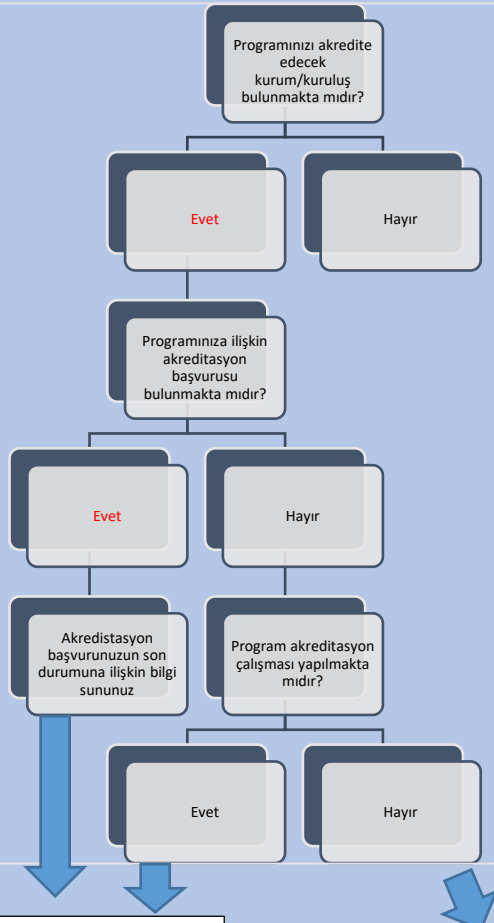 Programınızı akredite
edecek
kurum/kuruluş
bulunmakta mıdır?
Evet
Hayır
Programınıza ilişkin
akreditasyon
başvurusu
bulunmakta mıdır?
Evet
Hayır
Akredistasyon
başvurunuzun son
durumuna ilişkin bilgi
sununuz
Program akreditasyon
çalışması yapılmakta
mıdır?
Evet
Hayır